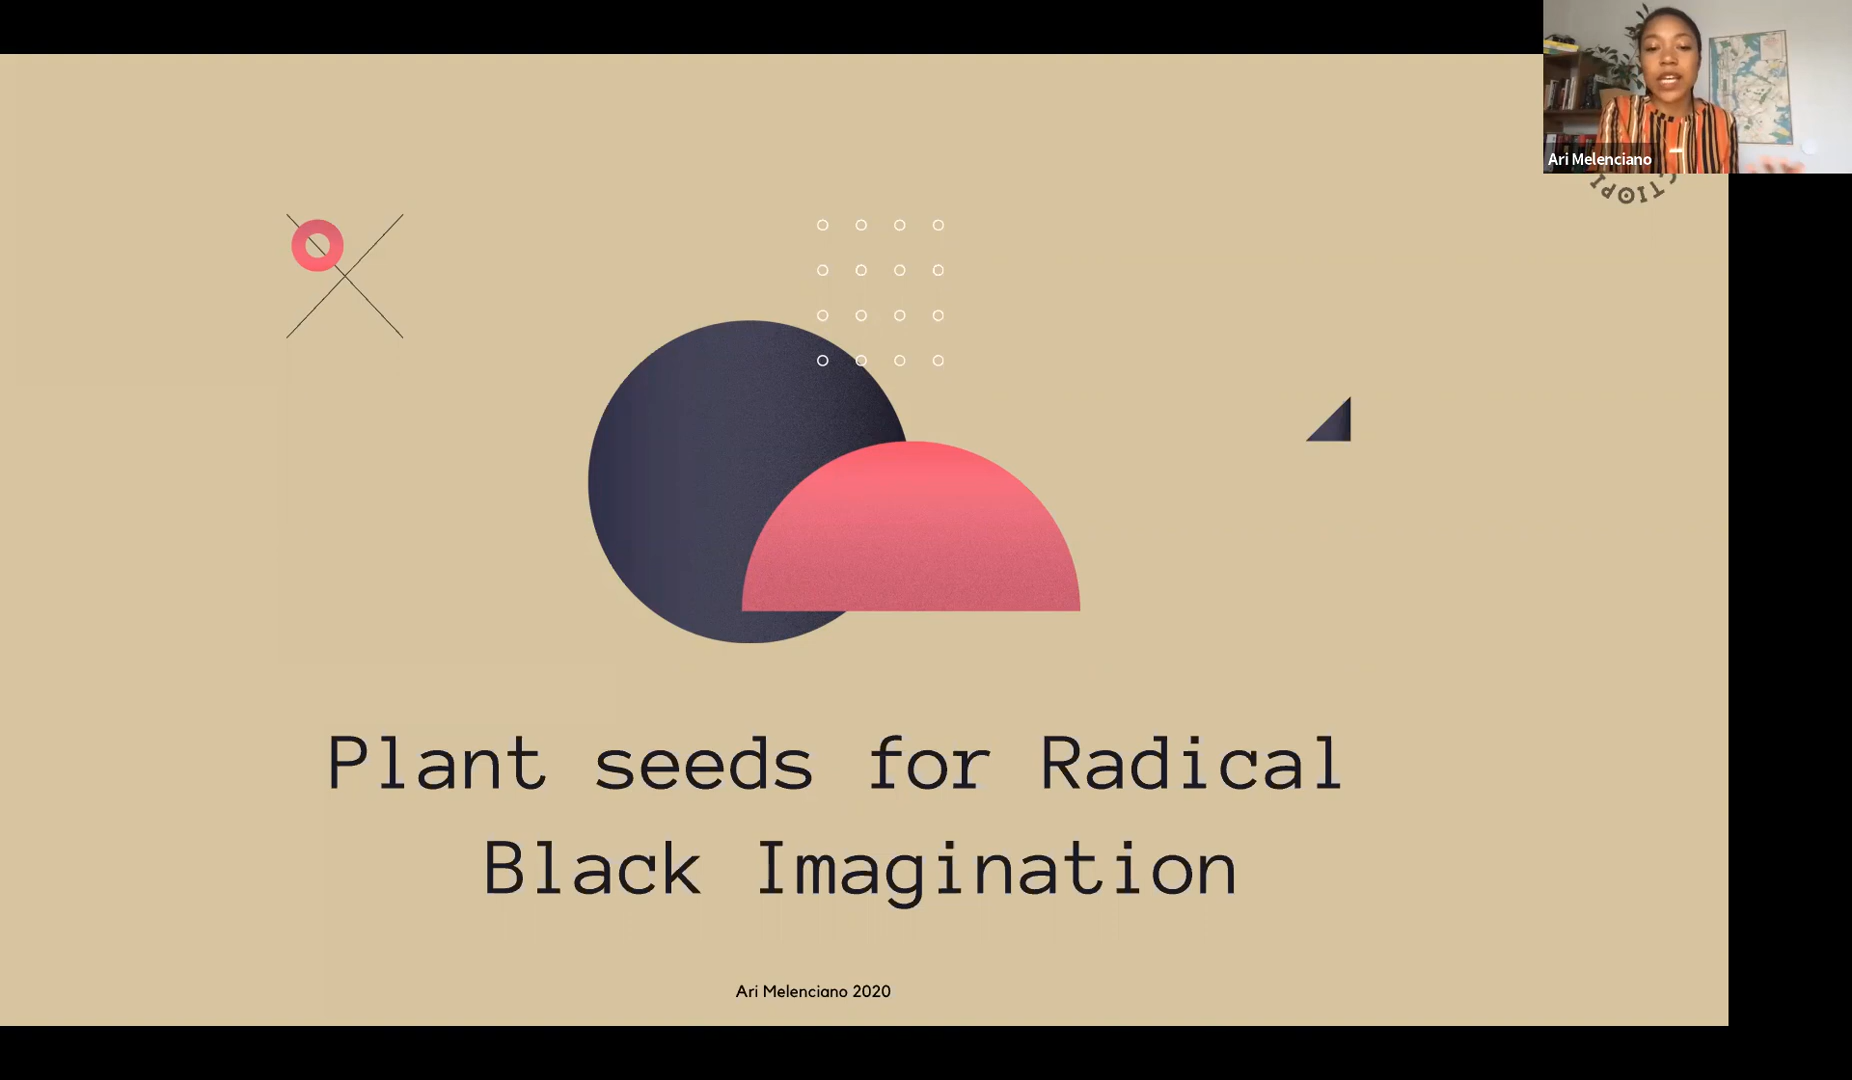 Ari Melenciano
Plant seeds for Radical
Black Imagination
Ari Melenciano 2020